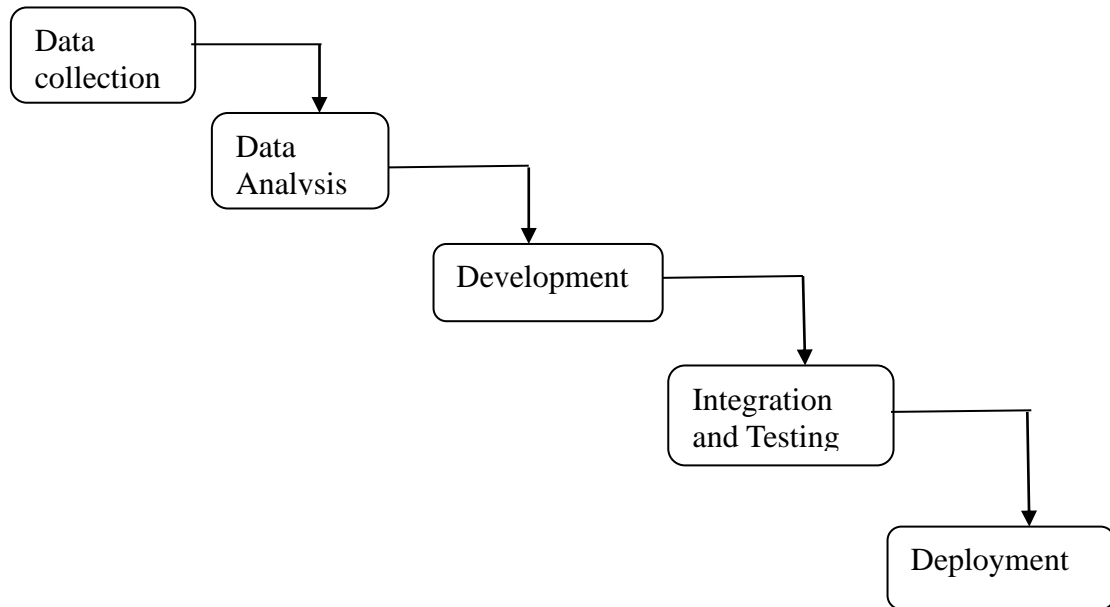 Data
collection
Data
Analysis
Development
Integration
and Testing
Deployment